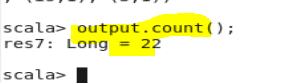 scala> output.count();
res7: Long = 22
scala>